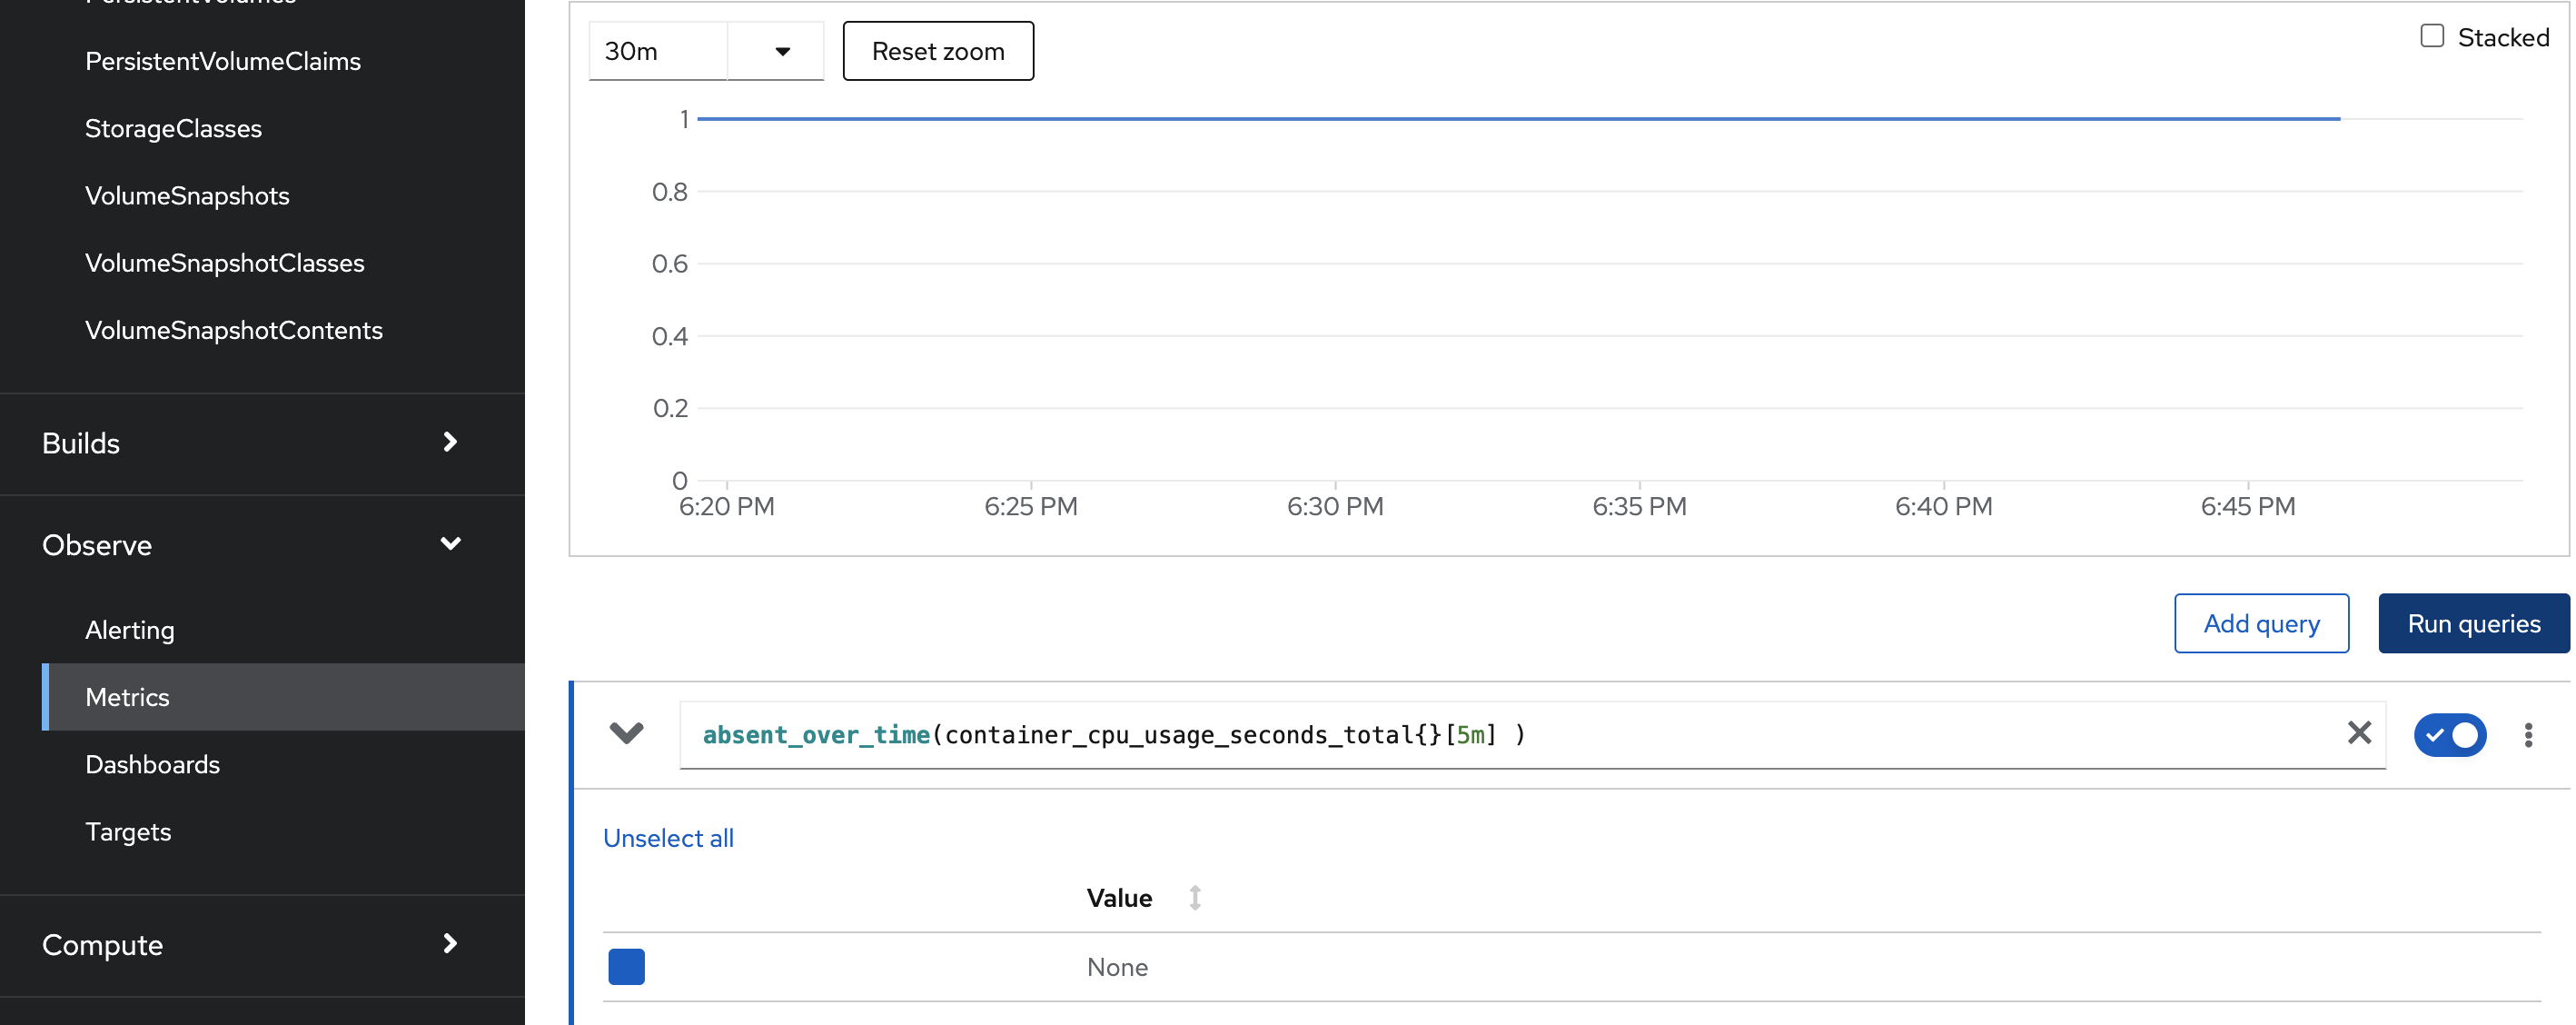 PersistentVolumeClaims
StorageClasses
VolumeSnapshots
VolumeSnapshotClasses
VolumeSnapshotContents
Builds
Observe
Alerting
Metrics
Dashboards
Targets
Compute
30m
Reset zoom
Stacked
1
0.8
0.6
0.4
0.2
0
6:20 PM 6:25 PM 6:30 PM 6:35 PM 6:40 PM 6:45 PM
Add query
Run queries
absent_over_time(container_cpu_usage_seconds_total{}[5m] )
Unselect all
Value
None